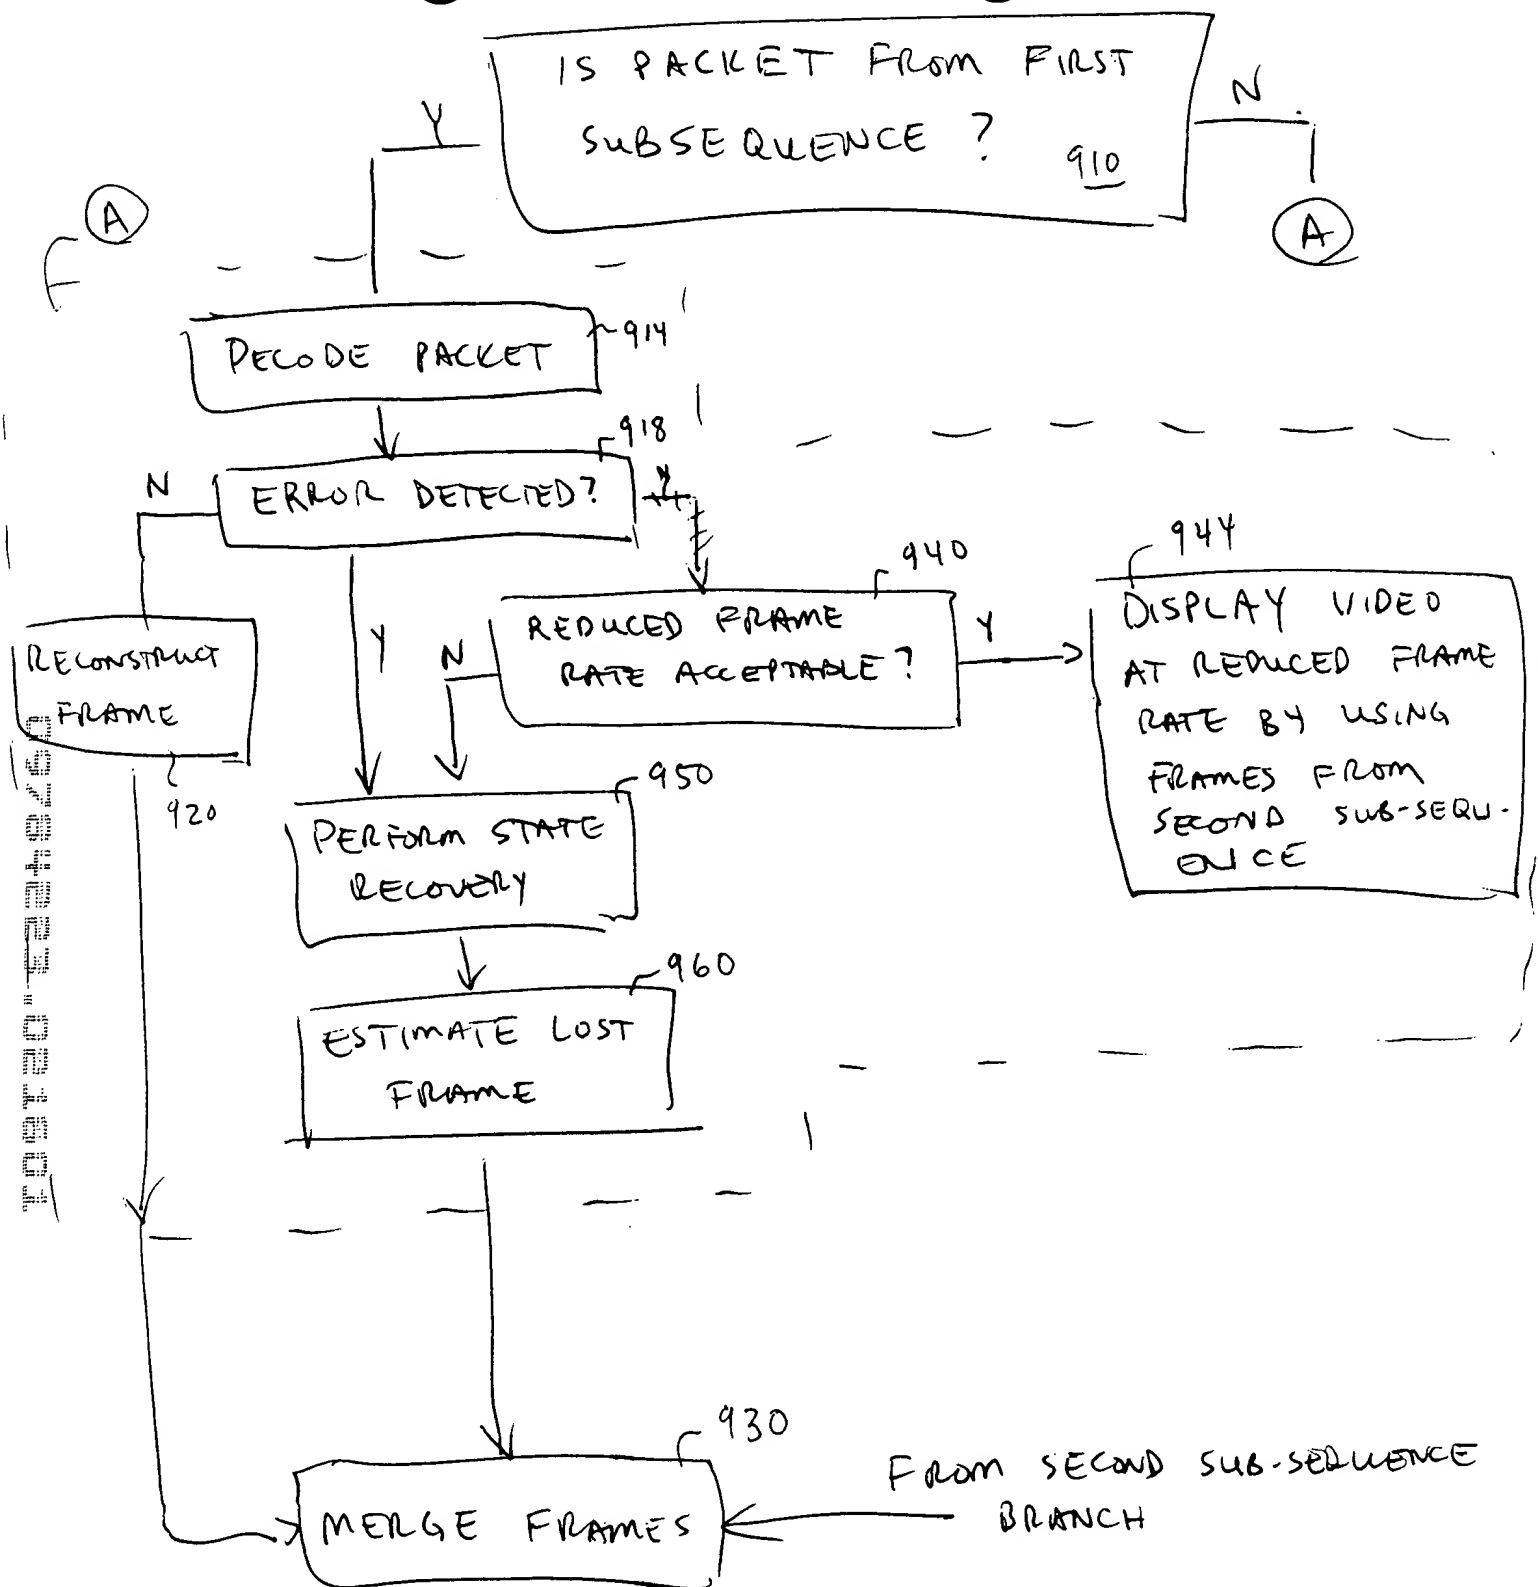 IS PACKET FROM FIRST
SUBSEQUENCE ?
910
Y
N
A
A
DECODE PACKET
914
918
ERROR DETECTED?
N
Y
940
944
REDUCED FRAME
RATE ACCEPTABLE ?
Y
N
Y
DISPLAY VIDEO
AT REDUCED FRAME
RATE BY USING
FRAMES FROM
SECOND SUB-SEQU-
ENCE
RECONSTRUCT
FRAME
920
950
PERFORM STATE
RECOVERY
960
ESTIMATE LOST
FRAME
09784223.021601
930
MERGE FRAMES
FROM SECOND SUB-SEQUENCE
BRANCH